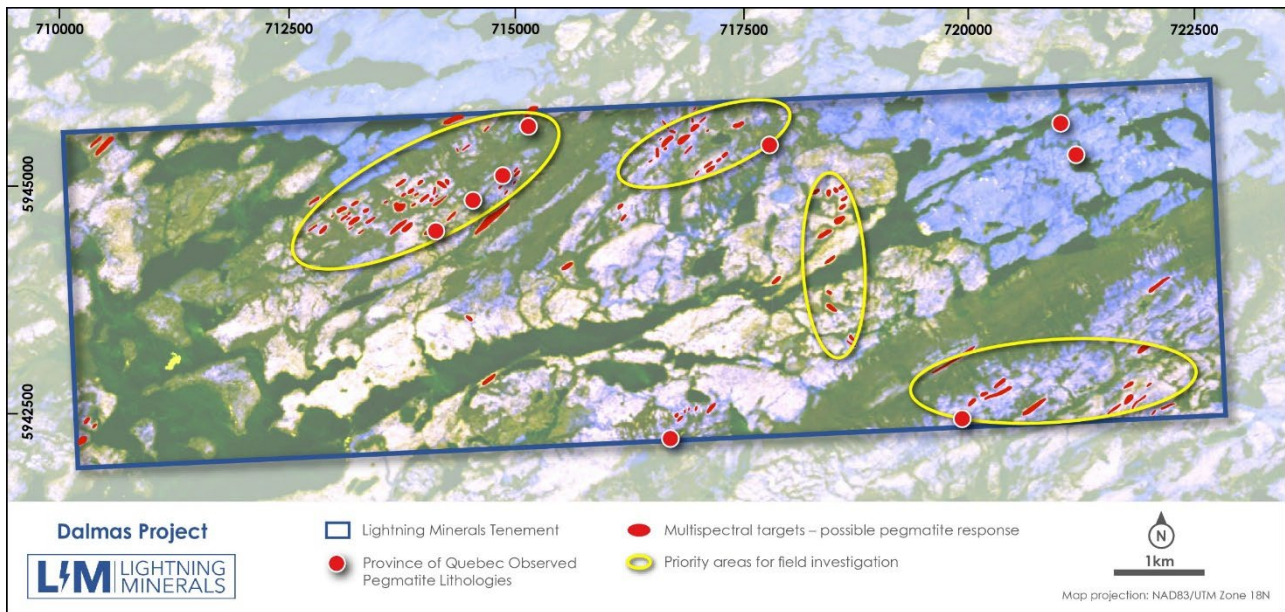 710000 712500 715000 717500 720000 722500
5945000
5942500
Dalmas Project
LM LIGHTNING
MINERALS
Lightning Minerals Tenement
Province of Quebec Observed
Pegmatite Lithologies
Multispectral targets – possible pegmatite response
Priority areas for field investigation
N
1km
Map projection: NAD83/UTM Zone 18N